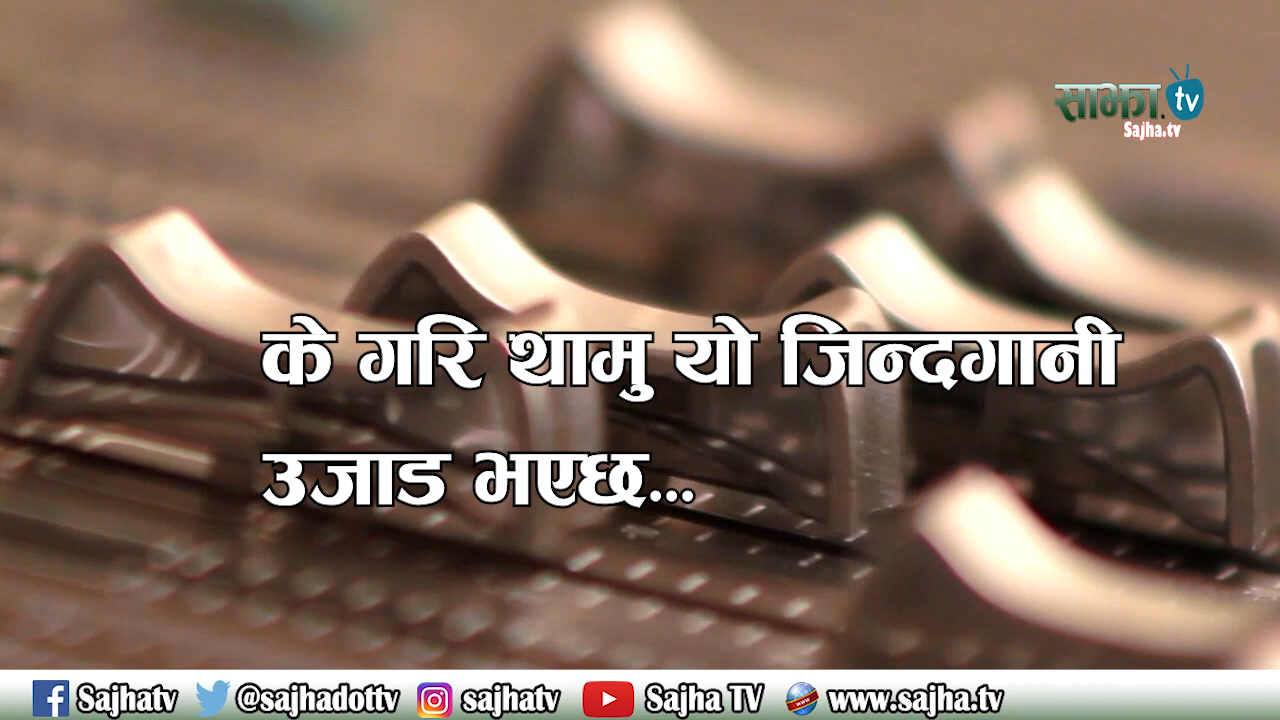 साझा.tv
Sajha.tv
के गरि थामु यो जिन्दगानी
उजाड भएछ...
Sajhatv @sajhadottv sajhatv Sajha TV www.sajha.tv